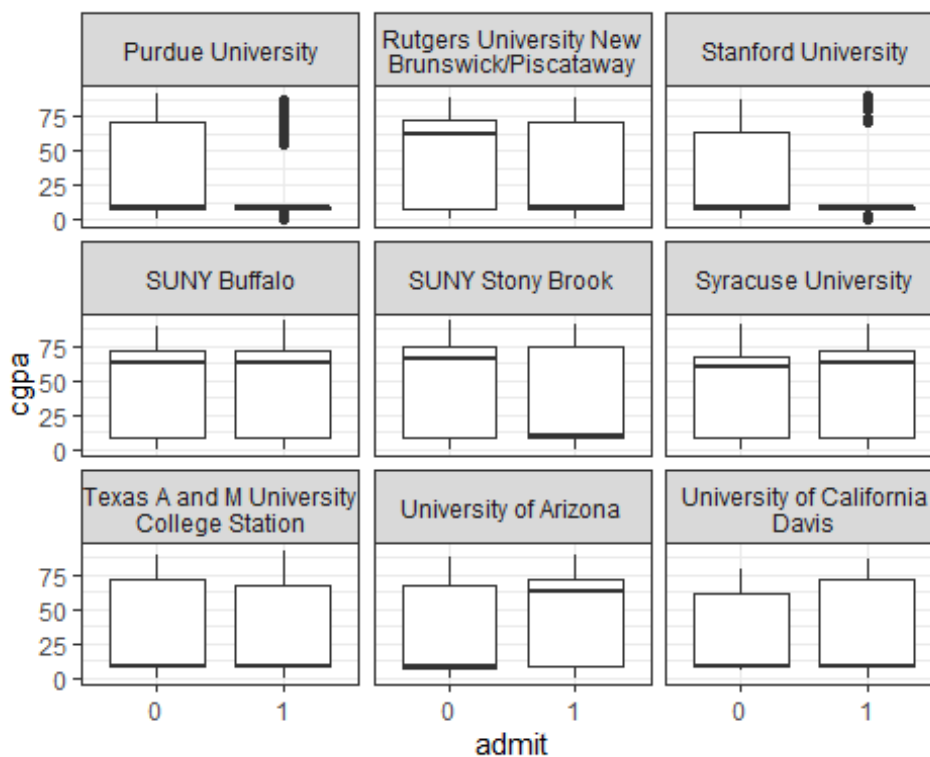 Purdue University
Rutgers University New
Brunswick/Piscataway
Stanford University
75
50
25
0
SUNY Buffalo
SUNY Stony Brook
Syracuse University
cgpa
75
50
25
0
Texas A and M University
College Station
University of Arizona
University of California
Davis
75
50
25
0
0 1 0 1 0 1
admit